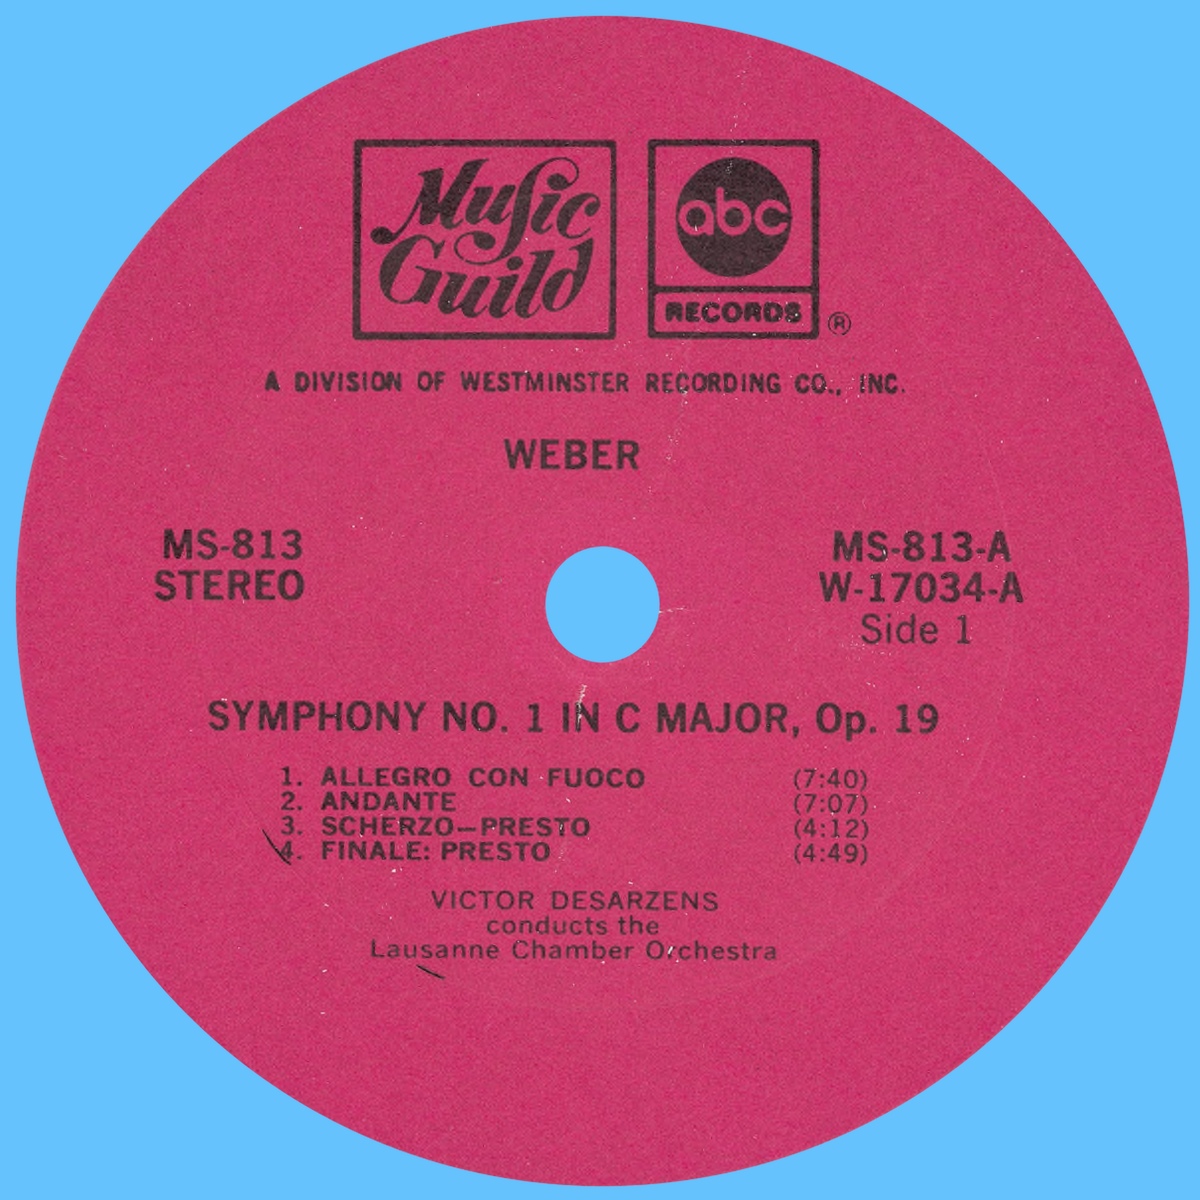 Music
Guild
abc
RECORDS ®
A DIVISION OF WESTMINSTER RECORDING CO., INC.
WEBER
MS-813
STEREO
MS-813-A
W-17034-A
Side 1
SYMPHONY NO. 1 IN C MAJOR, Op. 19
1. ALLEGRO CON FUOCO (7:40)
2. ANDANTE (7:07)
3. SCHERZO—PRESTO (4:12)
4. FINALE: PRESTO (4:49)
VICTOR DESARZENS
conducts the
Lausanne Chamber Orchestra